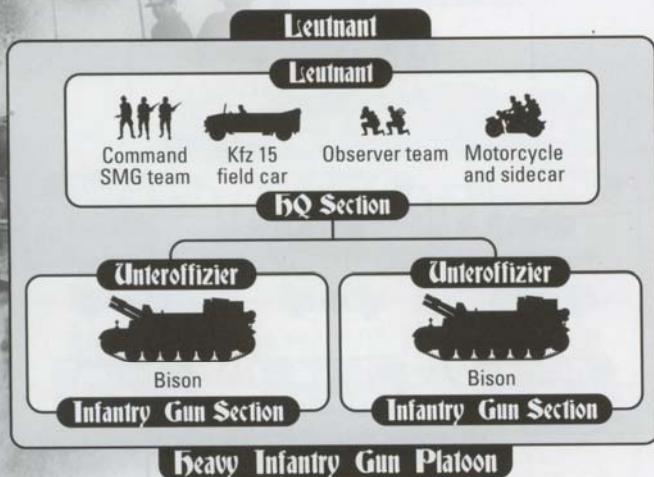 Leutnant
Leutnant
Command
SMG team
Kfz 15
field car
Observer team
Motorcycle
and sidecar
HQ Section
Unteroffizier
Bison
Infantry Gun Section
Unteroffizier
Bison
Infantry Gun Section
Heavy Infantry Gun Platoon